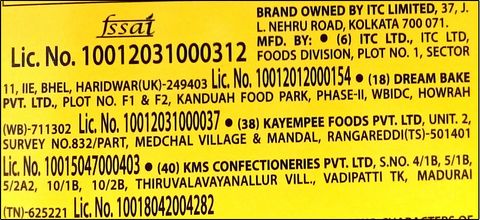 fssai
Lic. No. 10012031000312
BRAND OWNED BY ITC LIMITED, 37, J.
L. NEHRU ROAD, KOLKATA 700 071.
MFD. BY: • (6) ITC LTD., ITC LTD,
FOODS DIVISION, PLOT NO. 1, SECTOR
11, IIE, BHEL, HARIDWAR(UK)-249403 Lic. No. 10012012000154 • (18) DREAM BAKE
PVT. LTD., PLOT NO. F1 & F2, KANDUAH FOOD PARK, PHASE-II, WBIDC, HOWRAH
(WB)-711302 Lic. No. 10012031000037 • (38) KAYEMPEE FOODS PVT LTD, UNIT. 2,
SURVEY NO.832/PART, MEDCHAL VILLAGE & MANDAL, RANGAREDDI(TS)-501401
Lic. No. 10015047000403 • (40) KMS CONFECTIONERIES PVT. LTD, S.NO. 4/1B, 5/1B,
5/2A2, 10/1B, 10/2B, THIRUVALAVAYANALLUR VILL., VADIPATTI TK, MADURAI
(TN)-625221 Lic. No. 10018042004282